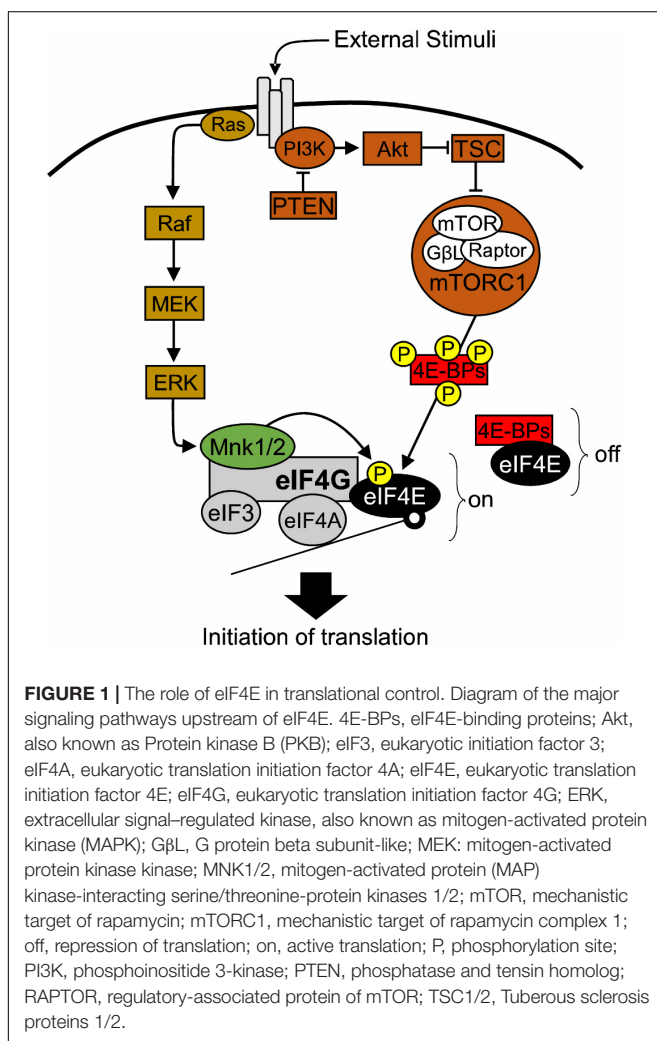 External Stimuli
Ras
PI3K
Akt
TSC
PTEN
Raf
mTOR
GβL
Raptor
mTORC1
MEK
P
P
P
4E-BPs
P
ERK
4E-BPs
eIF4E
off
Mnk1/2
P
eIF4G
eIF4E
on
eIF3
eIF4A
Initiation of translation
FIGURE 1 | The role of eIF4E in translational control. Diagram of the major
signaling pathways upstream of eIF4E. 4E-BPs, eIF4E-binding proteins; Akt,
also known as Protein kinase B (PKB); eIF3, eukaryotic initiation factor 3;
eIF4A, eukaryotic translation initiation factor 4A; eIF4E, eukaryotic translation
initiation factor 4E; eIF4G, eukaryotic translation initiation factor 4G; ERK,
extracellular signal–regulated kinase, also known as mitogen-activated protein
kinase (MAPK); GβL, G protein beta subunit-like; MEK: mitogen-activated
protein kinase kinase; MNK1/2, mitogen-activated protein (MAP)
kinase-interacting serine/threonine-protein kinases 1/2; mTOR, mechanistic
target of rapamycin; mTORC1, mechanistic target of rapamycin complex 1;
off, repression of translation; on, active translation; P, phosphorylation site;
PI3K, phosphoinositide 3-kinase; PTEN, phosphatase and tensin homolog;
RAPTOR, regulatory-associated protein of mTOR; TSC1/2, Tuberous sclerosis
proteins 1/2.